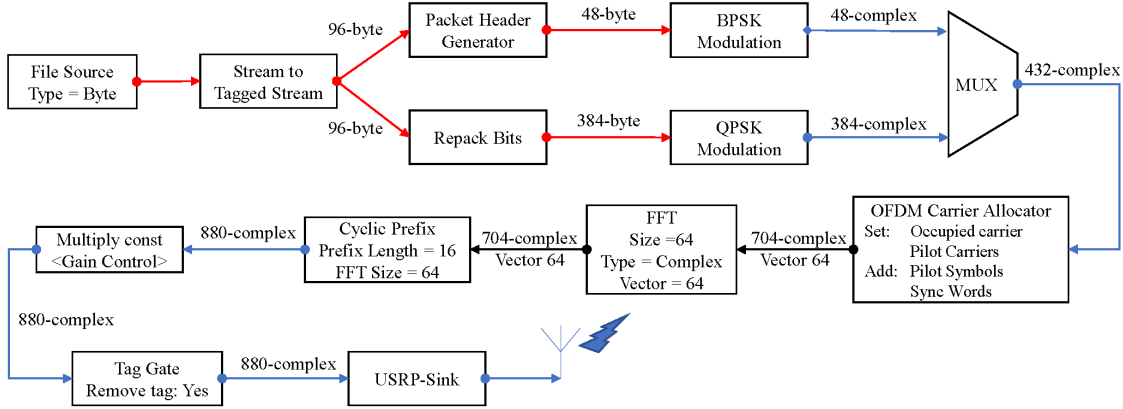 File Source
Type = Byte
Stream to
Tagged Stream
96-byte
96-byte
Packet Header
Generator
48-byte
BPSK
Modulation
48-complex
Repack Bits
384-byte
QPSK
Modulation
384-complex
MUX
432-complex
OFDM Carrier Allocator
Set: Occupied carrier
Pilot Carriers
Add: Pilot Symbols
Sync Words
704-complex
Vector 64
FFT
Size =64
Type = Complex
Vector = 64
704-complex
Vector 64
Cyclic Prefix
Prefix Length = 16
FFT Size = 64
880-complex
Multiply const
<Gain Control>
880-complex
Tag Gate
Remove tag: Yes
880-complex
USRP-Sink